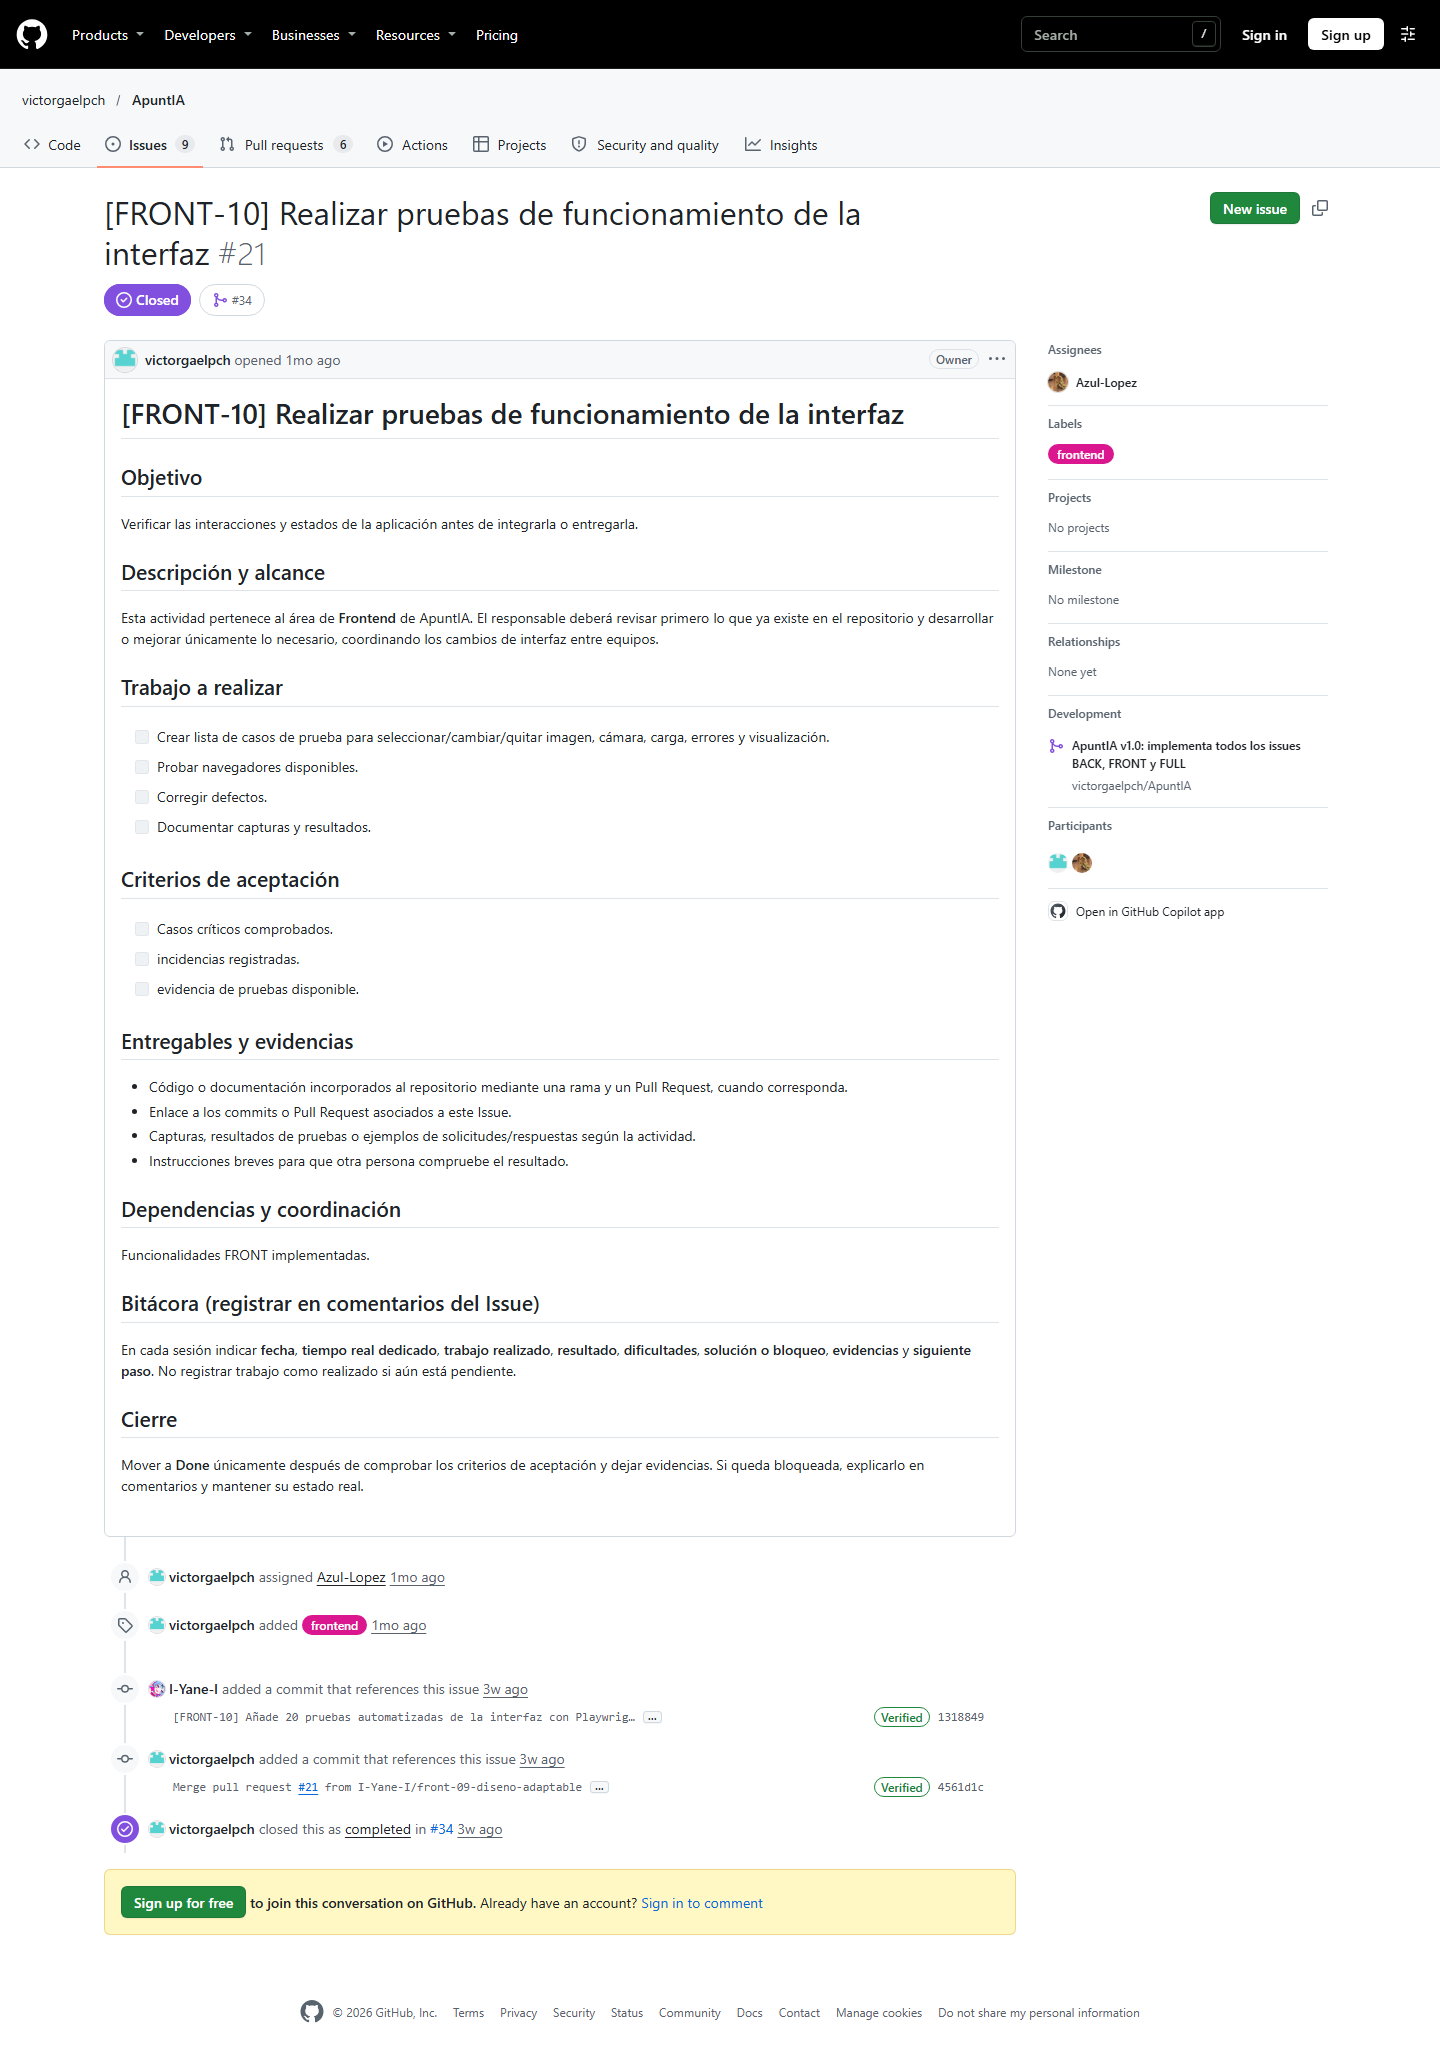 Products Developers Businesses Resources Pricing Search / Sign in Sign up
victorgaelpch / ApuntIA
Code Issues 9 Pull requests 6 Actions Projects Security and quality Insights
[FRONT-10] Realizar pruebas de funcionamiento de la
interfaz #21
New issue
Closed #34
victorgaelpch opened 1mo ago Owner
[FRONT-10] Realizar pruebas de funcionamiento de la interfaz
Objetivo
Verificar las interacciones y estados de la aplicación antes de integrarla o entregarla.
Descripción y alcance
Esta actividad pertenece al área de Frontend de ApuntIA. El responsable deberá revisar primero lo que ya existe en el repositorio y desarrollar
o mejorar únicamente lo necesario, coordinando los cambios de interfaz entre equipos.
Trabajo a realizar
Crear lista de casos de prueba para seleccionar/cambiar/quitar imagen, cámara, carga, errores y visualización.
Probar navegadores disponibles.
Corregir defectos.
Documentar capturas y resultados.
Criterios de aceptación
Casos críticos comprobados.
incidencias registradas.
evidencia de pruebas disponible.
Entregables y evidencias
Código o documentación incorporados al repositorio mediante una rama y un Pull Request, cuando corresponda.
Enlace a los commits o Pull Request asociados a este Issue.
Capturas, resultados de pruebas o ejemplos de solicitudes/respuestas según la actividad.
Instrucciones breves para que otra persona compruebe el resultado.
Dependencias y coordinación
Funcionalidades FRONT implementadas.
Bitácora (registrar en comentarios del Issue)
En cada sesión indicar fecha, tiempo real dedicado, trabajo realizado, resultado, dificultades, solución o bloqueo, evidencias y siguiente
paso. No registrar trabajo como realizado si aún está pendiente.
Cierre
Mover a Done únicamente después de comprobar los criterios de aceptación y dejar evidencias. Si queda bloqueada, explicarlo en
comentarios y mantener su estado real.
victorgaelpch assigned Azul-Lopez 1mo ago
victorgaelpch added frontend 1mo ago
I-Yane-I added a commit that references this issue 3w ago
[FRONT-10] Añade 20 pruebas automatizadas de la interfaz con Playwrig… … Verified 1318849
victorgaelpch added a commit that references this issue 3w ago
Merge pull request #21 from I-Yane-I/front-09-diseno-adaptable … Verified 4561d1c
victorgaelpch closed this as completed in #34 3w ago
Sign up for free to join this conversation on GitHub. Already have an account? Sign in to comment
Assignees
Azul-Lopez
Labels
frontend
Projects
No projects
Milestone
No milestone
Relationships
None yet
Development
ApuntIA v1.0: implementa todos los issues
BACK, FRONT y FULL
victorgaelpch/ApuntIA
Participants
Open in GitHub Copilot app
© 2026 GitHub, Inc. Terms Privacy Security Status Community Docs Contact Manage cookies Do not share my personal information